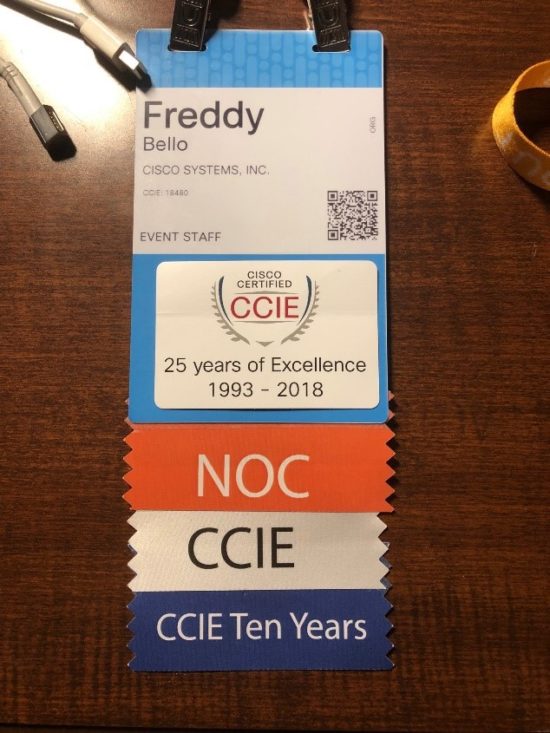 Freddy
Bello
CISCO SYSTEMS, INC.
CCIE: 18480
ORG
EVENT STAFF
CISCO
CERTIFIED
CCIE
25 years of Excellence
1993 - 2018
NOC
CCIE
CCIE Ten Years